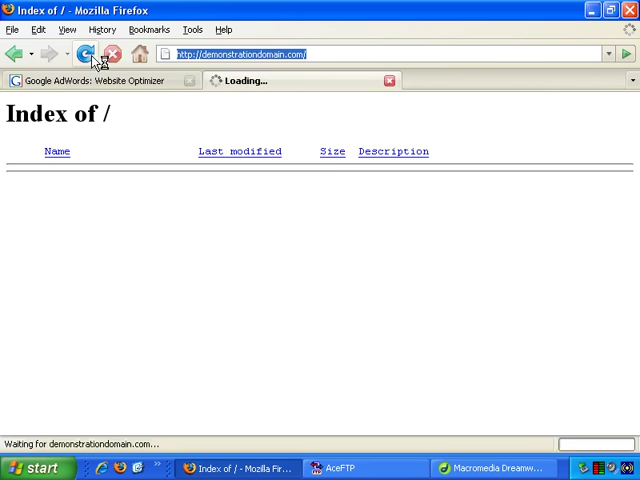 Index of / - Mozilla Firefox
File Edit View History Bookmarks Tools Help
http://demonstrationdomain.com/
Google AdWords: Website Optimizer Loading...
Index of /
Name Last modified Size Description
Waiting for demonstrationdomain.com...
start Index of / - Mozilla Fir... AceFTP Macromedia Dreamw...